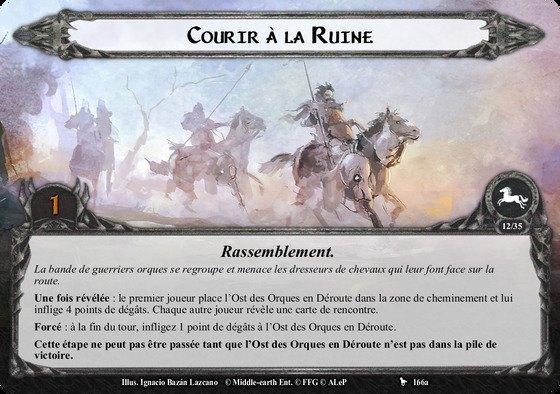 Courir à la Ruine
1
12/35
Rassemblement.
La bande de guerriers orques se regroupe et menace les dresseurs de chevaux qui leur font face sur la
route.
Une fois révélée : le premier joueur place l'Ost des Orques en Déroute dans la zone de cheminement et lui
inflige 4 points de dégâts. Chaque autre joueur révèle une carte de rencontre.
Forcé : à la fin du tour, infligez 1 point de dégâts à l'Ost des Orques en Déroute.
Cette étape ne peut pas être passée tant que l'Ost des Orques en Déroute n'est pas dans la pile de
victoire.
Illus. Ignacio Bazán Lazcano © Middle-earth Ent. © FFG © ALeP 166a